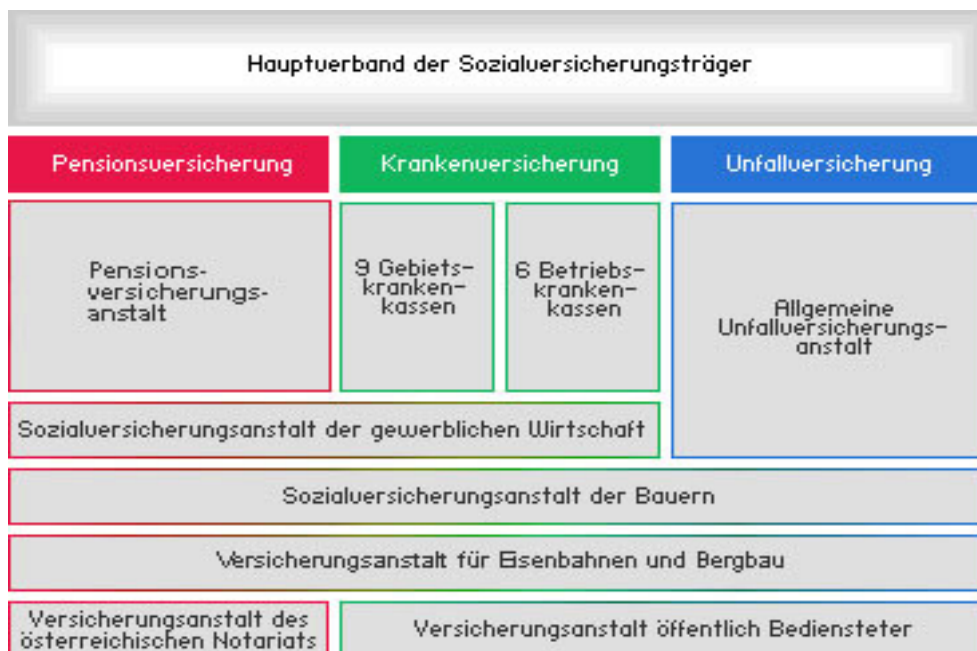 Hauptverband der Sozialversicherungsträger
Pensionsversicherung
Krankenversicherung
Unfallversicherung
Pensions-
versicherungs-
anstalt
9 Gebiets-
kranken-
kassen
6 Betriebs-
kranken-
kassen
Allgemeine
Unfallversicherungs-
anstalt
Sozialversicherungsanstalt der gewerblichen Wirtschaft
Sozialversicherungsanstalt der Bauern
Versicherungsanstalt für Eisenbahnen und Bergbau
Versicherungsanstalt des
österreichischen Notariats
Versicherungsanstalt öffentlich Bediensteter